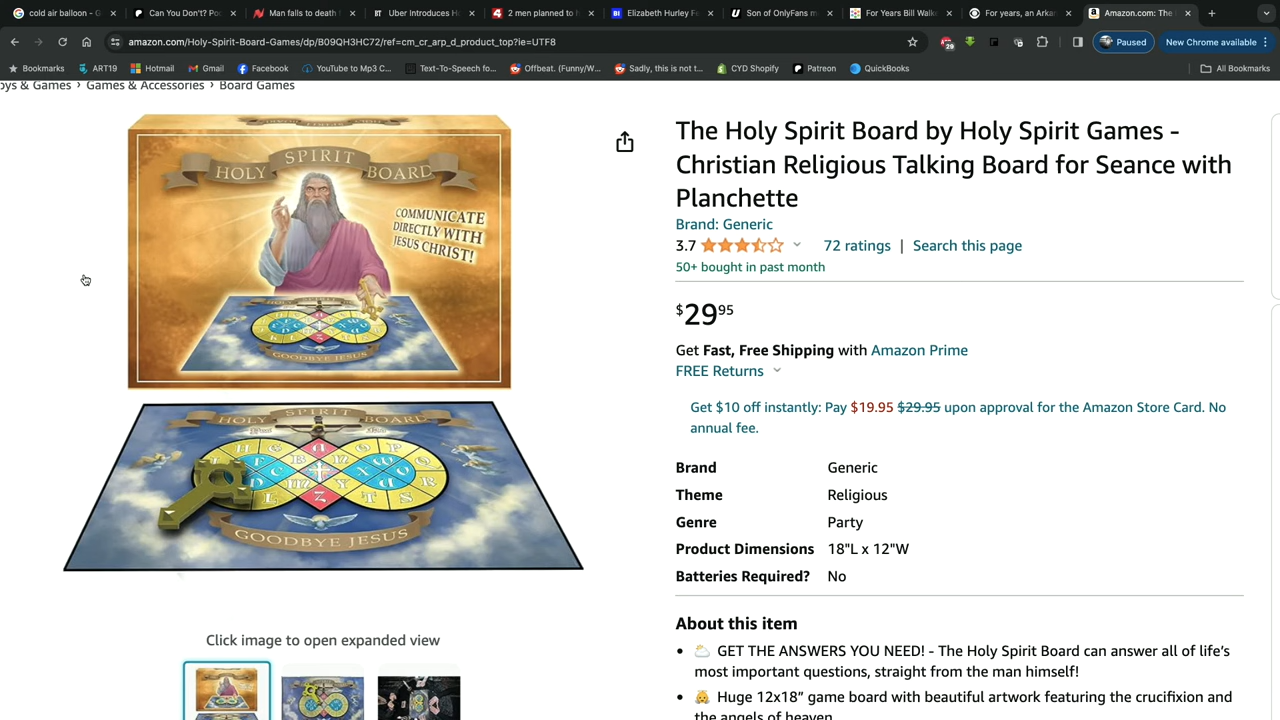 cold air balloon - G
Can You Don't? Po
Man falls to death
Uber Introduces H
2 men planned to h
Elizabeth Hurley F
Son of OnlyFans m
For Years Bill Walk
For years, an Arka
Amazon.com: The
amazon.com/Holy-Spirit-Board-Games/dp/B09QH3HC72/ref=cm_cr_arp_d_product_top?ie=UTF8
29
Paused
New Chrome available
Bookmarks
ART19
Hotmail
Gmail
Facebook
YouTube to Mp3 C...
Text-To-Speech fo...
Offbeat. (Funny/W...
Sadly, this is not t...
CYD Shopify
Patreon
QuickBooks
All Bookmarks
oys & Games › Games & Accessories › Board Games
HOLY SPIRIT BOARD
COMMUNICATE
DIRECTLY WITH
JESUS CHRIST!
HOLY SPIRIT BOARD
GOODBYE JESUS
HOLY SPIRIT BOARD
GOODBYE JESUS
Click image to open expanded view
The Holy Spirit Board by Holy Spirit Games -
Christian Religious Talking Board for Seance with
Planchette
Brand: Generic
3.7
72 ratings | Search this page
50+ bought in past month
$29.95
Get Fast, Free Shipping with Amazon Prime
FREE Returns
Get $10 off instantly: Pay $19.95 $29.95 upon approval for the Amazon Store Card. No
annual fee.
Brand Generic
Theme Religious
Genre Party
Product Dimensions 18"L x 12"W
Batteries Required? No
About this item
GET THE ANSWERS YOU NEED! - The Holy Spirit Board can answer all of life's
most important questions, straight from the man himself!
Huge 12x18" game board with beautiful artwork featuring the crucifixion and
the angels of heaven